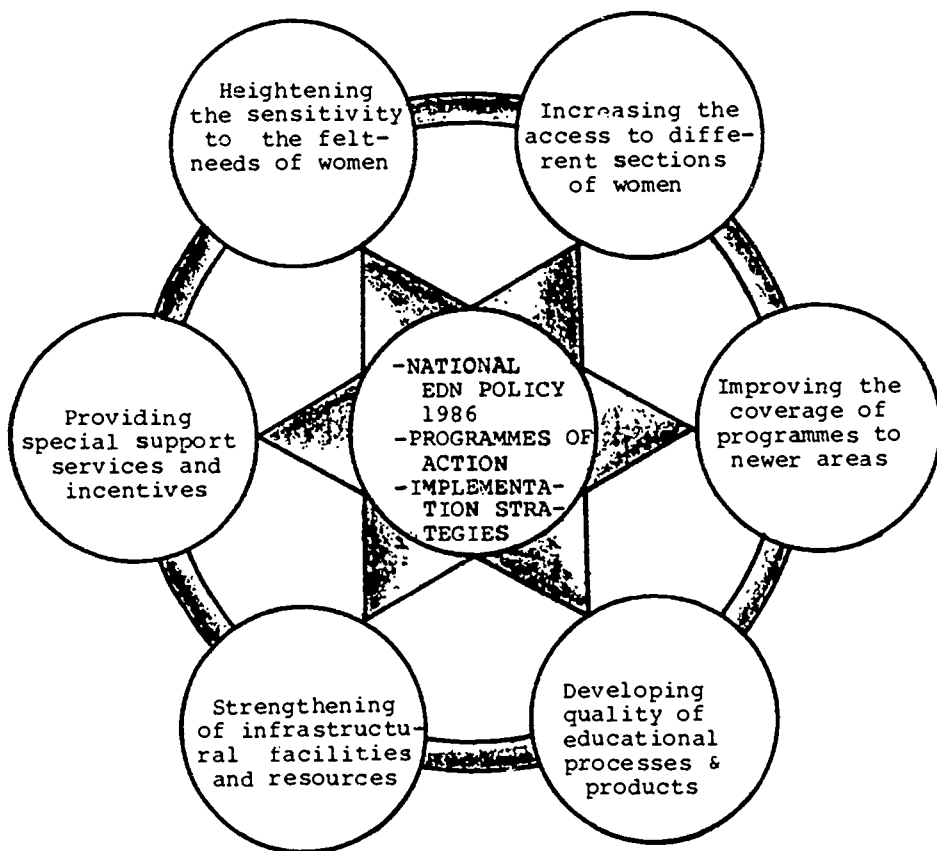 Heightening
the sensitivity
to the felt-
needs of women
Increasing the
access to diffe-
rent sections
of women
Improving the
coverage of
programmes to
newer areas
Developing
quality of
educational
processes &
products
Strengthening
of infrastructu-
ral facilities
and resources
Providing
special support
services and
incentives
-NATIONAL
EDN POLICY
1986
-PROGRAMMES OF
ACTION
-IMPLEMENTA-
TION STRA-
TEGIES